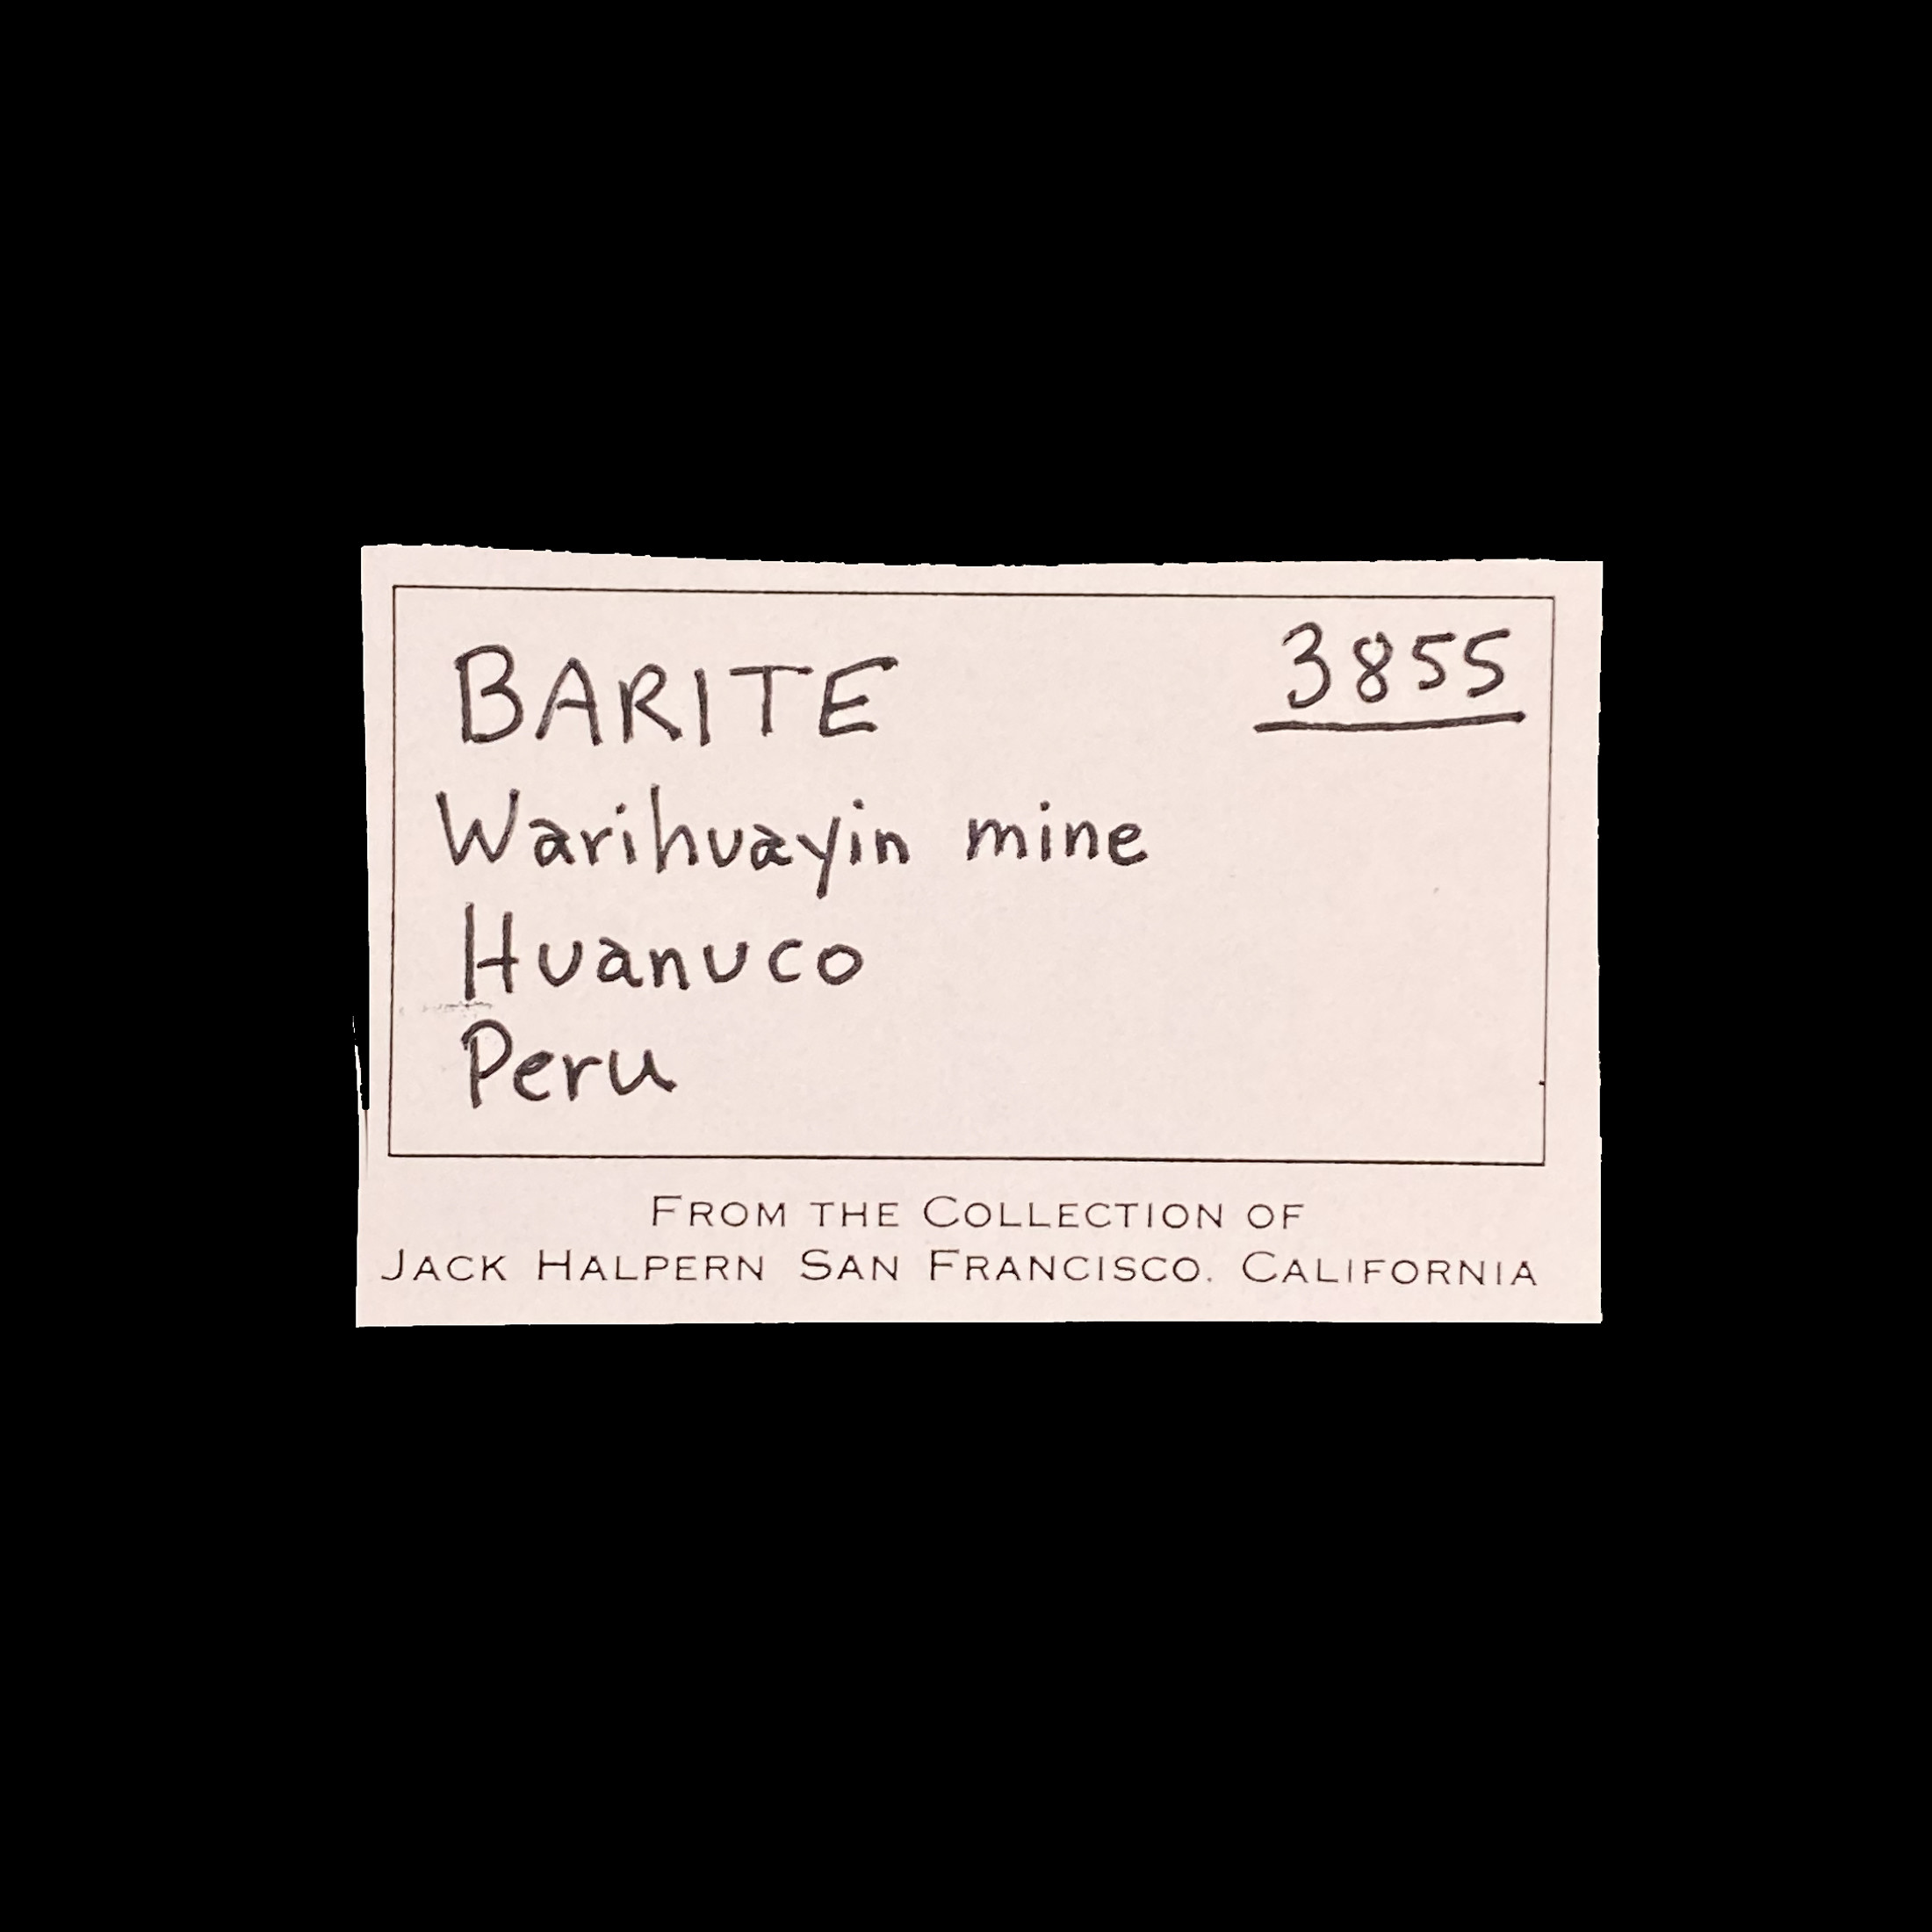 BARITE 3855
Warihuayin mine
Huanuco
Peru
FROM THE COLLECTION OF
JACK HALPERN SAN FRANCISCO. CALIFORNIA